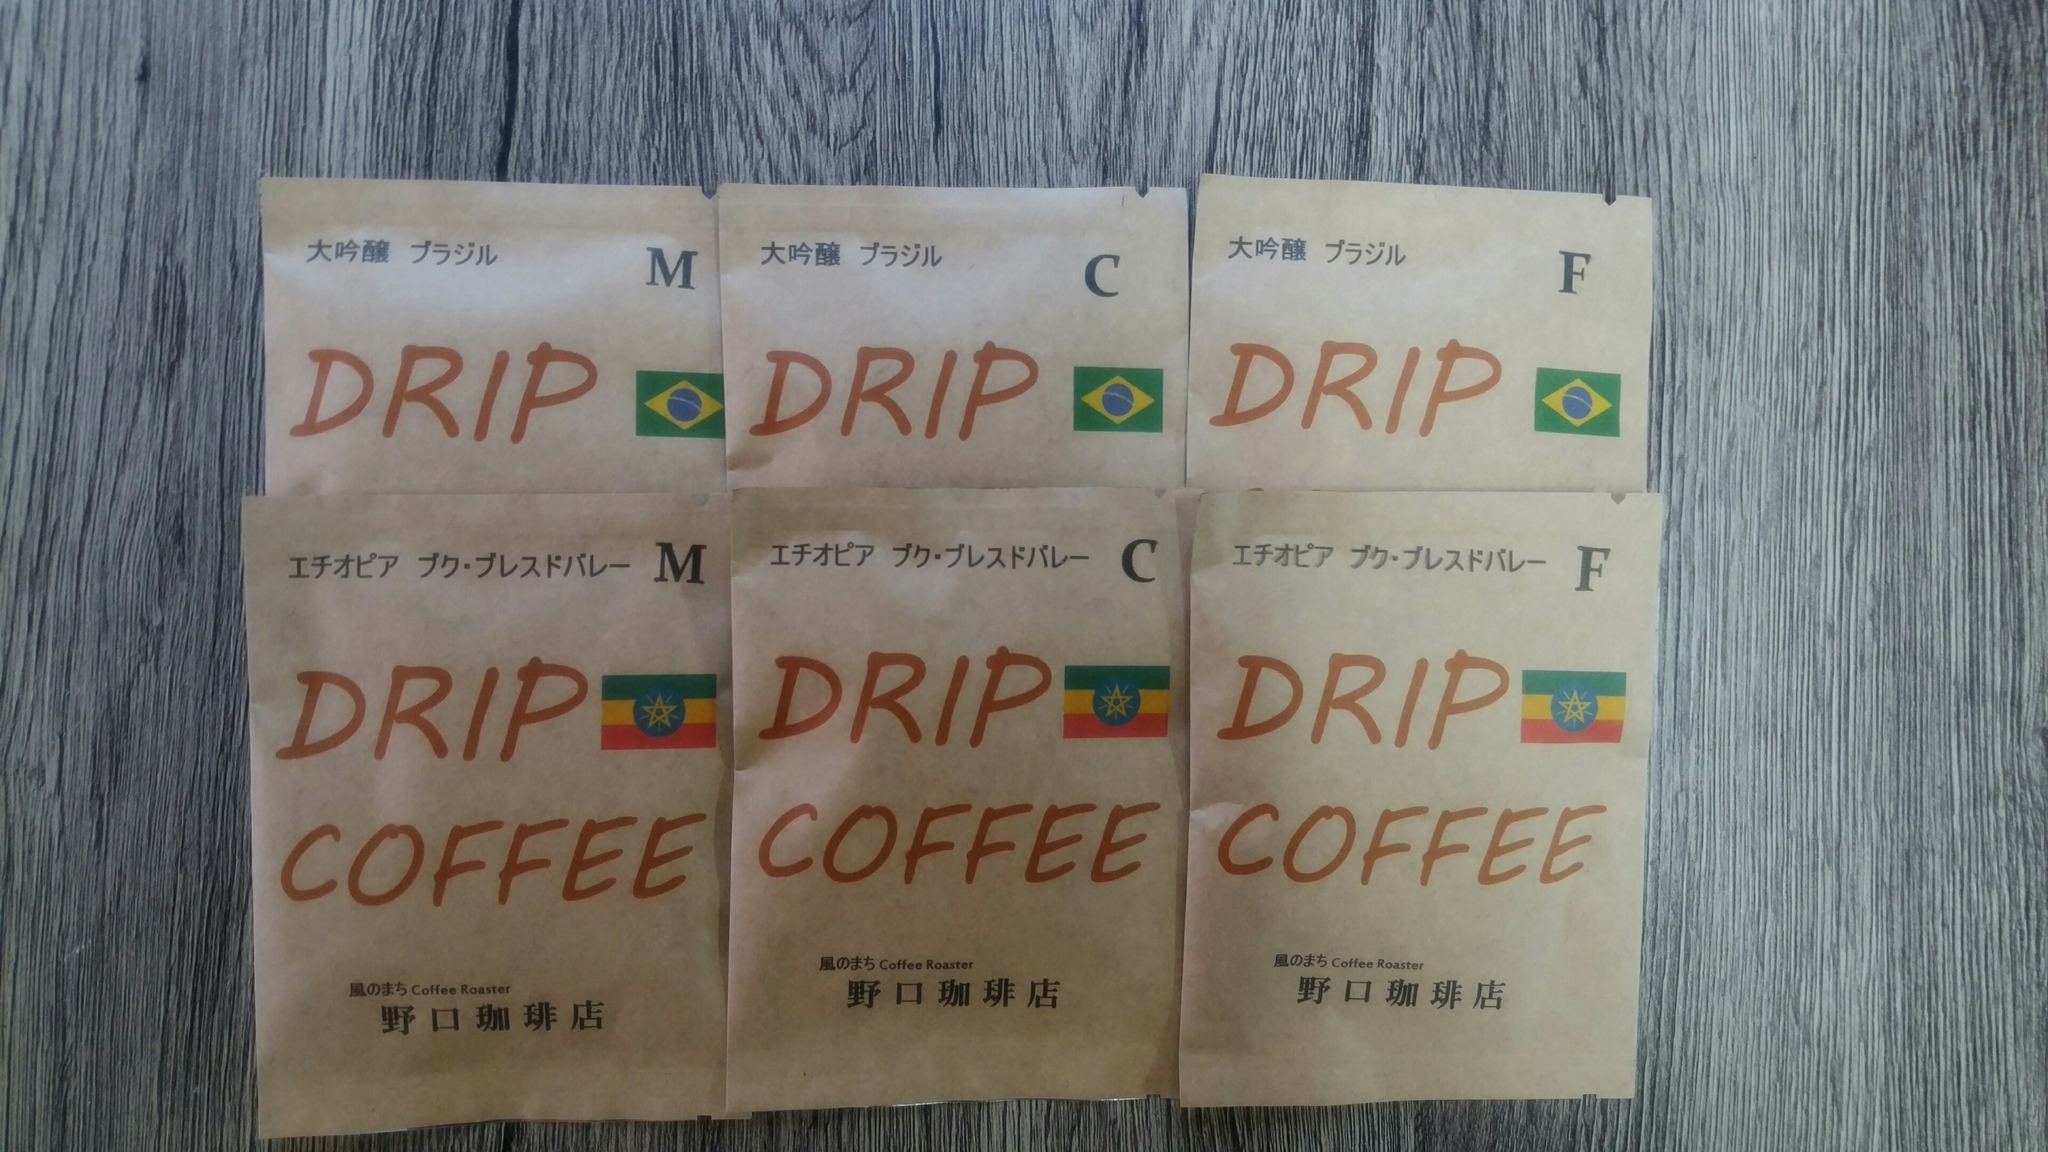 大吟醸 ブラジル M
DRIP
大吟醸 ブラジル C
DRIP
大吟醸 ブラジル F
DRIP
エチオピア ブク・ブレスドバレー M
DRIP
COFFEE
風のまち Coffee Roaster
野口珈琲店
エチオピア ブク・ブレスドバレー C
DRIP
COFFEE
風のまち Coffee Roaster
野口珈琲店
エチオピア ブク・ブレスドバレー F
DRIP
COFFEE
風のまち Coffee Roaster
野口珈琲店